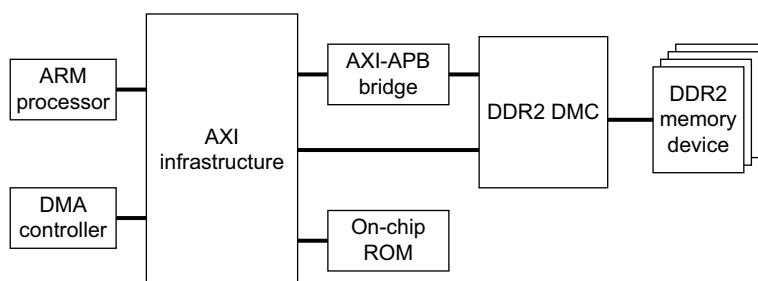 ARM
processor
DMA
controller
AXI
infrastructure
AXI-APB
bridge
On-chip
ROM
DDR2 DMC
DDR2
memory
device